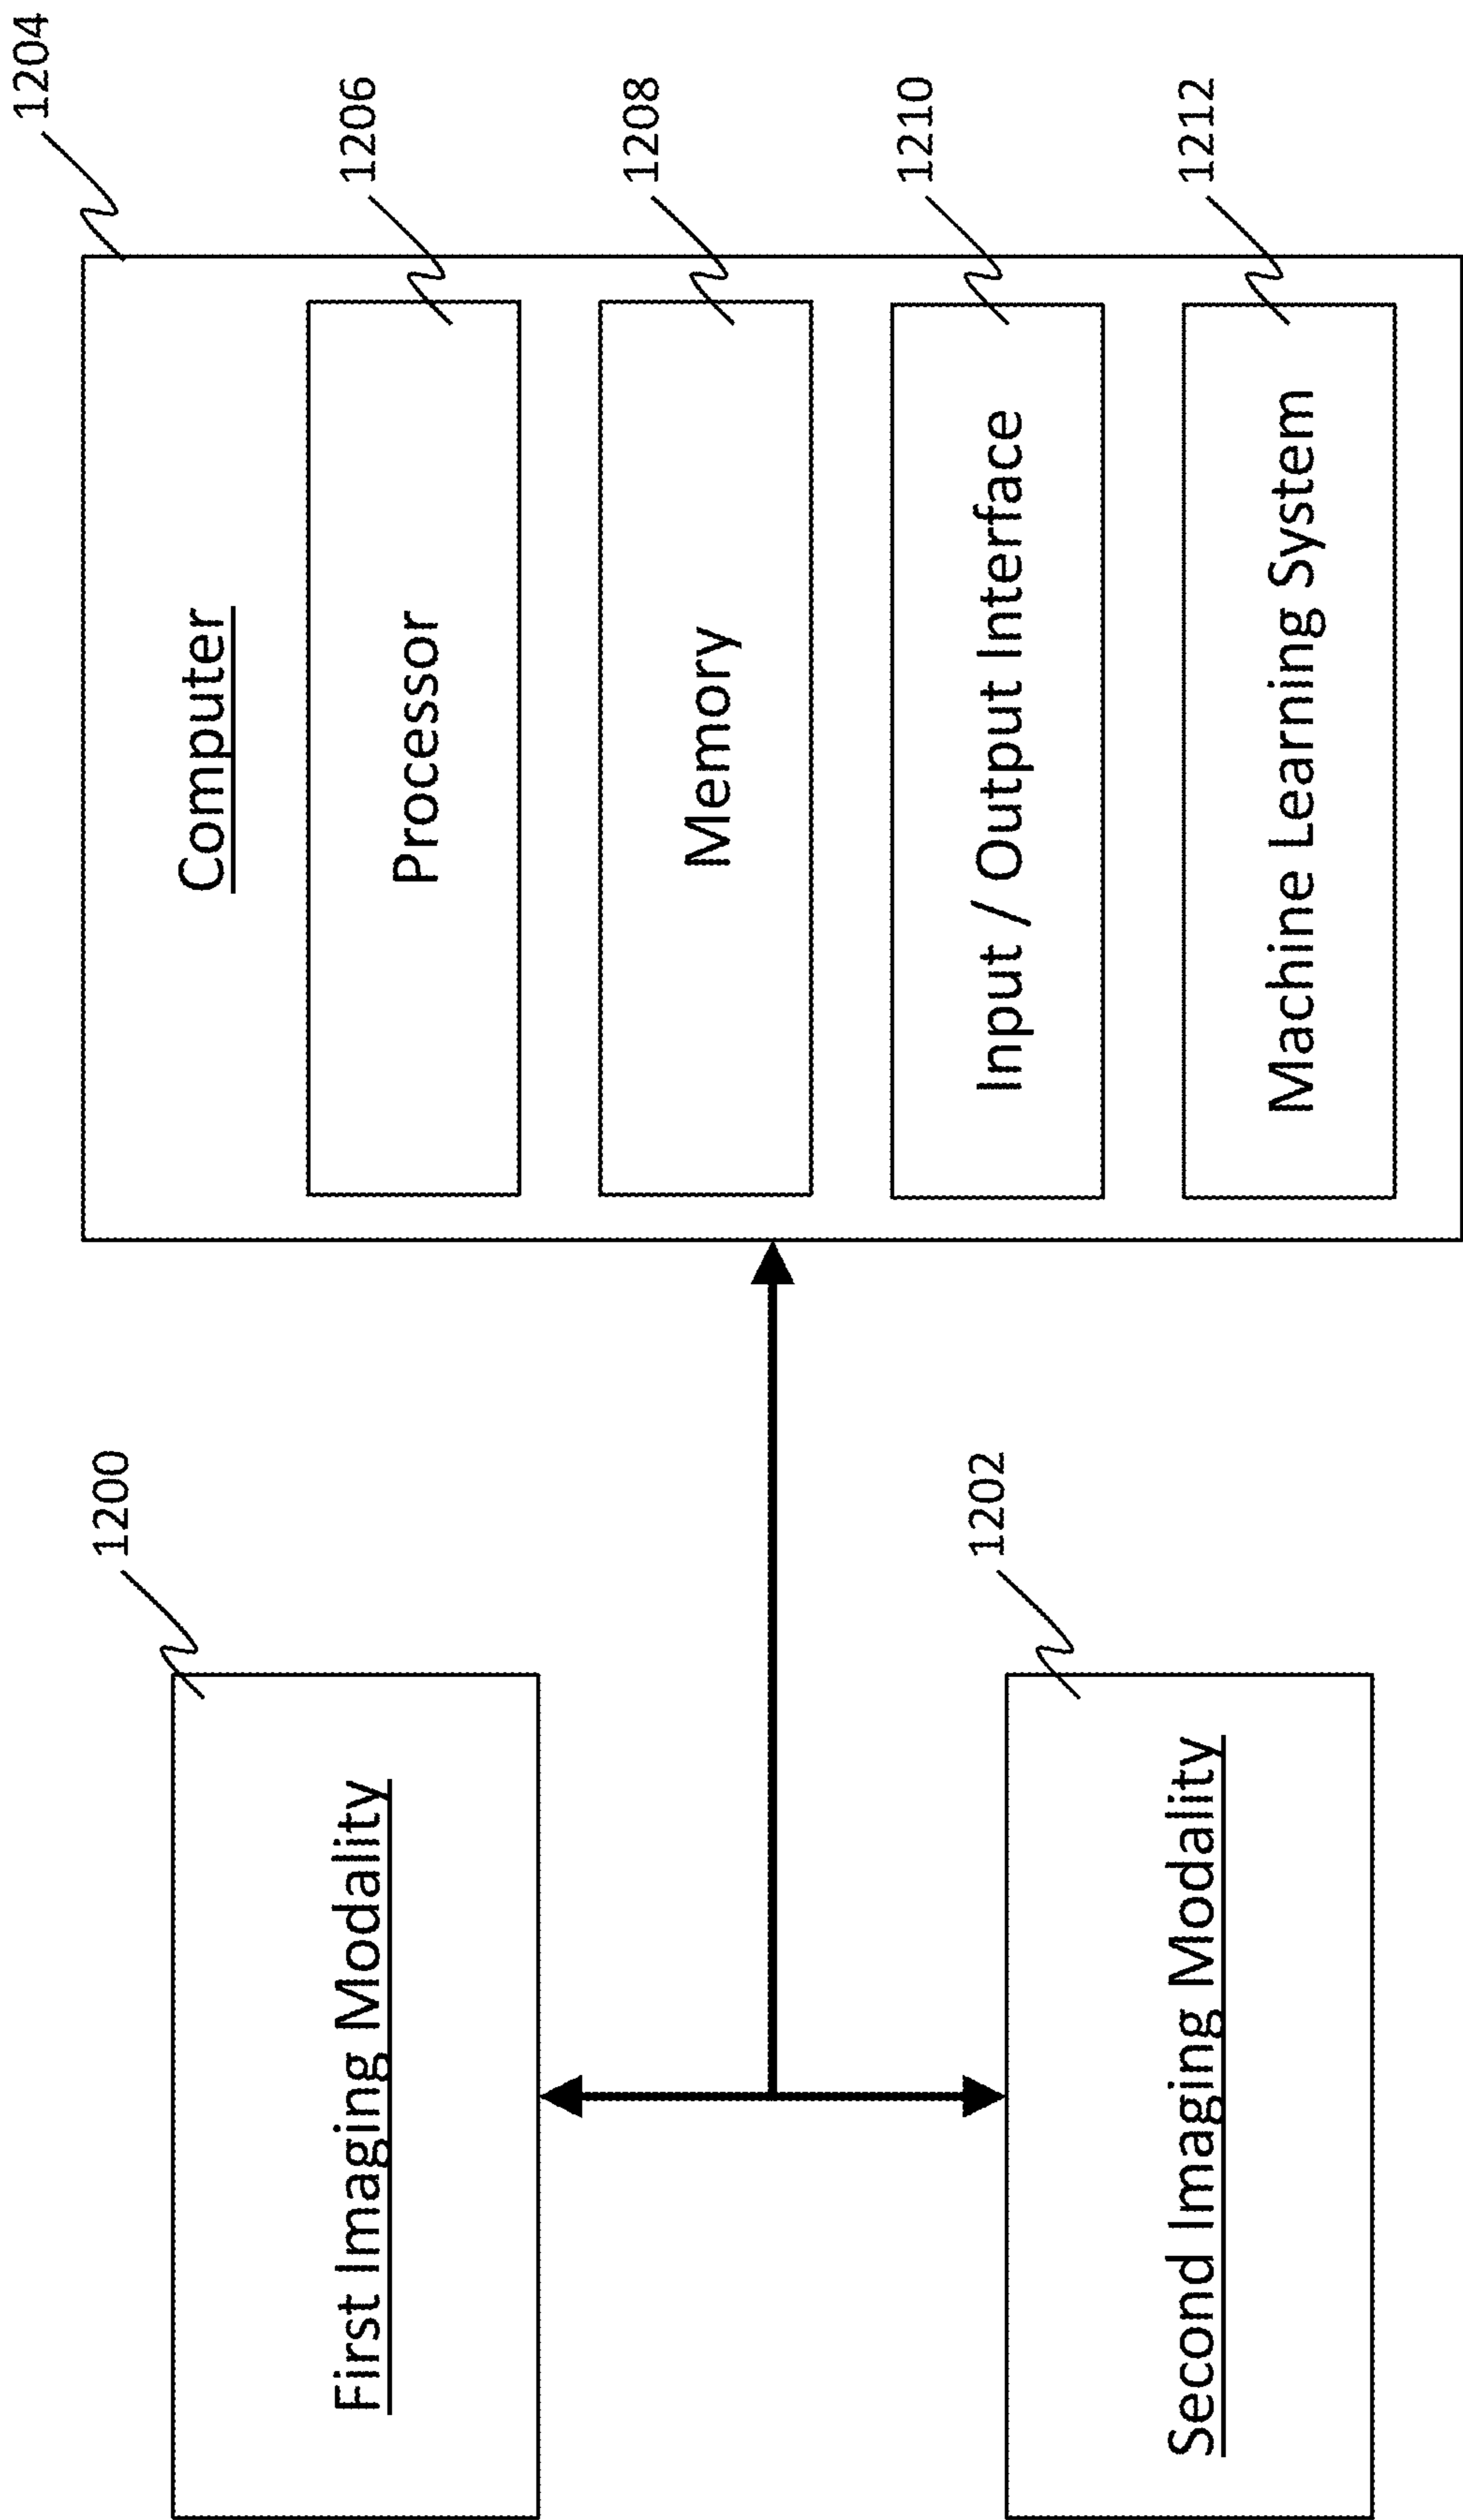 1200
First Imaging Modality
1202
Second Imaging Modality
1204
Computer
1206
Processor
1208
Memory
1210
Input / Output Interface
1212
Machine Learning System